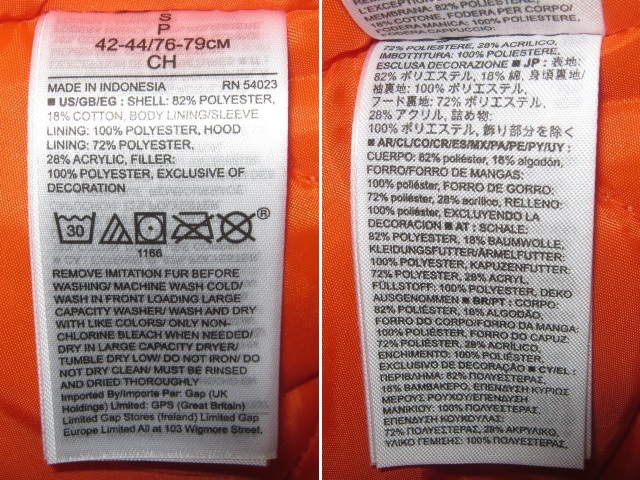 S
P
42-44/76-79CM
CH
MADE IN INDONESIA RN 54023
■ US/GB/EG : SHELL: 82% POLYESTER,
18% COTTON, BODY LINING/SLEEVE
LINING: 100% POLYESTER, HOOD
LINING: 72% POLYESTER,
28% ACRYLIC, FILLER:
100% POLYESTER, EXCLUSIVE OF
DECORATION
30
®
1166
REMOVE IMITATION FUR BEFORE
WASHING/ MACHINE WASH COLD/
WASH IN FRONT LOADING LARGE
CAPACITY WASHER/ WASH AND DRY
WITH LIKE COLORS/ ONLY NON-
CHLORINE BLEACH WHEN NEEDED/
DRY IN LARGE CAPACITY DRYER/
TUMBLE DRY LOW/ DO NOT IRON/ DO
NOT DRY CLEAN/ MUST BE RINSED
AND DRIED THOROUGHLY
Imported By/Importe Par: Gap (UK
Holdings) Limited: GPS (Great Britain)
Limited Gap Stores (Ireland) Limited Gap
Europe Limited All at 103 Wigmore Street.
MEMBRANA: 82% POLIESTERE,
18% COTONE, FODERA PER CORPO/
FODERA MANICA: 100% POLIESTERE,
72% POLIESTERE, 28% ACRILICO,
IMBOTTITURA: 100% POLIESTERE,
ESCLUSA DECORAZIONE ■ JP : 表地:
82% ポリエステル, 18% 綿, 身頃裏地/
袖裏地: 100% ポリエステル,
フード裏地: 72% ポリエステル,
28% アクリル, 詰め物:
100% ポリエステル, 飾り部分を除く
■ AR/CL/CO/CR/ES/MX/PA/PE/PY/UY :
CUERPO: 82% poliéster, 18% algodón,
FORRO/FORRO DE MANGAS:
100% poliéster, FORRO DE GORRO:
72% poliéster, 28% acrílico, RELLENO:
100% poliéster, EXCLUYENDO LA
DECORACION ■ AT : SCHALE:
82% POLYESTER, 18% BAUMWOLLE,
KLEIDUNGSFUTTER/ÄRMELFUTTER:
100% POLYESTER, KAPUZENFUTTER:
72% POLYESTER, 28% ACRYL,
FÜLLSTOFF: 100% POLYESTER, DEKO
AUSGENOMMEN ■ BR/PT : CORPO:
82% POLIÉSTER, 18% ALGODÃO,
FORRO DO CORPO/FORRO DA MANGA:
100% POLIÉSTER, FORRO DO CAPUZ:
72% POLIÉSTER, 28% ACRÍLICO,
ENCHIMENTO: 100% POLIÉSTER,
EXCLUSIVO DE DECORAÇÃO ■ CY/EL :
ΠΕΡΙΒΛΗΜΑ: 82% ΠΟΛΥΕΣΤΕΡΑΣ,
18% ΒΑΜΒΑΚΕΡΟ, ΕΠΕΝΔΥΣΗ ΚΥΡΙΩΣ
ΜΕΡΟΥΣ ΡΟΥΧΟΥ/ΕΠΕΝΔΥΣΗ
ΜΑΝΙΚΙΟΥ: 100% ΠΟΛΥΕΣΤΕΡΑΣ,
ΕΠΕΝΔΥΣΗ ΚΟΥΚΟΥΛΑΣ:
72% ΠΟΛΥΕΣΤΕΡΑΣ, 28% ΑΚΡΥΛΙΚΟ,
ΥΛΙΚΟ ΓΕΜΙΣΗΣ: 100% ΠΟΛΥΕΣΤΕΡΑΣ,